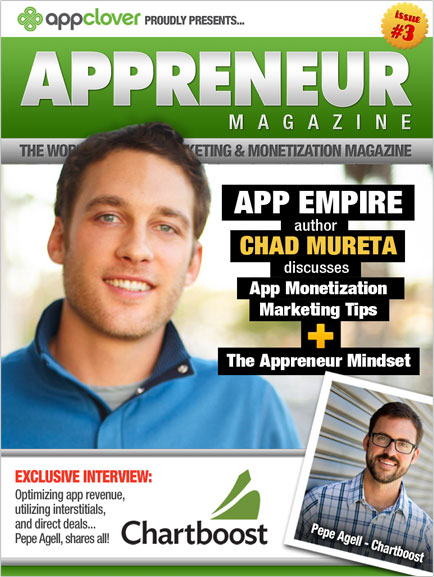 appclover PROUDLY PRESENTS...
ISSUE
#3
APPRENEUR
MAGAZINE
THE KETING & MONETIZATION MAGAZINE
APP EMPIRE
author
CHAD MURETA
discusses
App Monetization
Marketing Tips
+
The Appreneur Mindset
EXCLUSIVE INTERVIEW:
Optimizing app revenue,
utilizing interstitials,
and direct deals...
Pepe Agell, shares all!
Chartboost
Pepe Agell - Chartboost